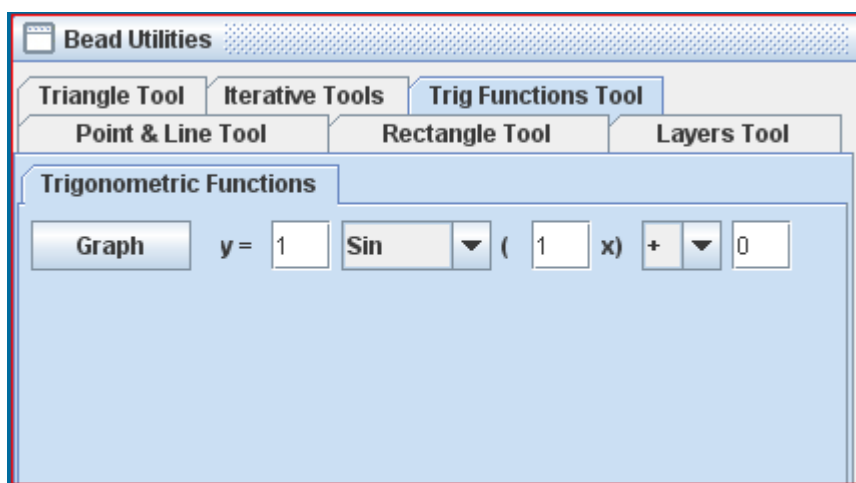 Bead Utilities
Triangle Tool Iterative Tools Trig Functions Tool
Point & Line Tool Rectangle Tool Layers Tool
Trigonometric Functions
Graph y = 1 Sin ( 1 x) + 0